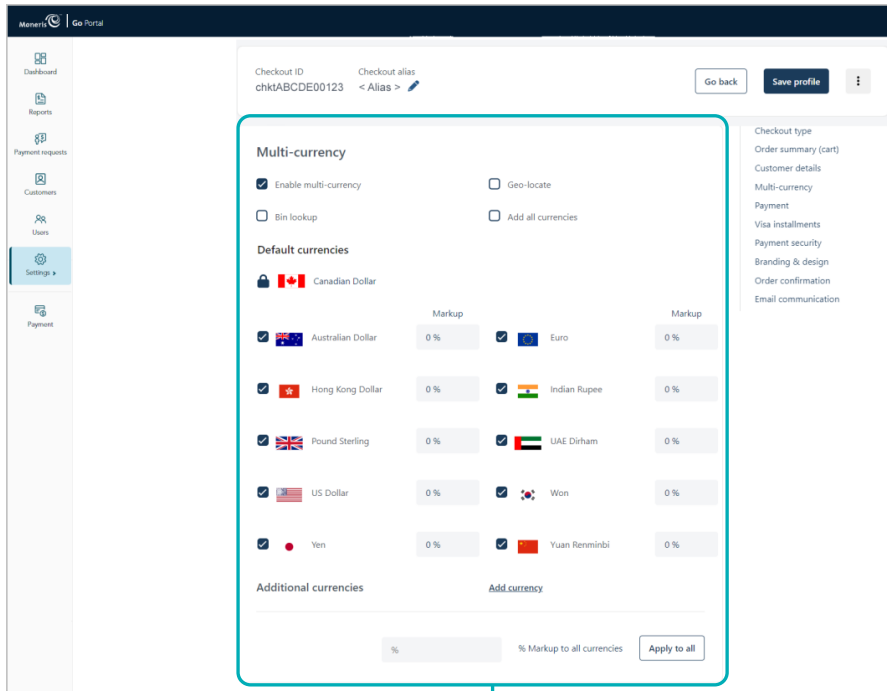 Moneris Go Portal
Dashboard
Reports
Payment requests
Customers
Users
Settings
Payment
Checkout ID Checkout alias
chktABCDE00123 < Alias >
Go back Save profile
Multi-currency
Enable multi-currency Geo-locate
Bin lookup Add all currencies
Default currencies
Canadian Dollar
Markup Markup
Australian Dollar 0 % Euro 0 %
Hong Kong Dollar 0 % Indian Rupee 0 %
Pound Sterling 0 % UAE Dirham 0 %
US Dollar 0 % Won 0 %
Yen 0 % Yuan Renminbi 0 %
Additional currencies Add currency
% % Markup to all currencies Apply to all
Checkout type
Order summary (cart)
Customer details
Multi-currency
Payment
Visa installments
Payment security
Branding & design
Order confirmation
Email communication